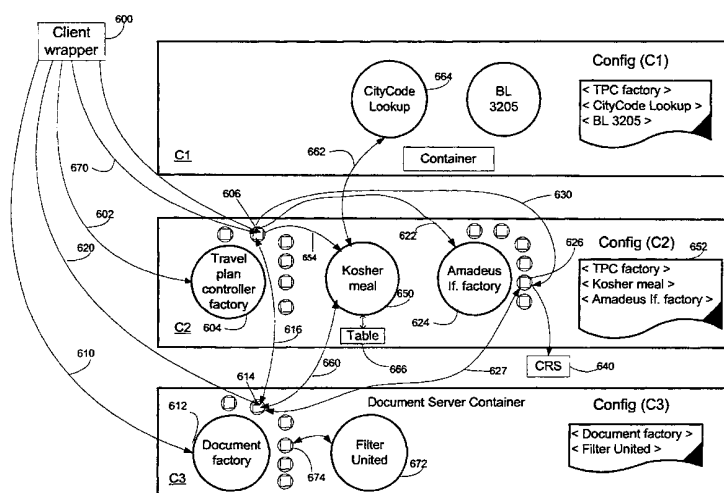 600
Client
wrapper
Config (C1)
664
CityCode
Lookup
BL
3205
< TPC factory >
< CityCode Lookup >
< BL 3205 >
662
Container
C1
670
606
630
602
620
622
626
Config (C2)
652
654
Travel
plan
controller
factory
Kosher
meal
Amadeus
If. factory
< TPC factory >
< Kosher meal >
< Amadeus If. factory >
650
604
624
C2
616
Table
660
666
627
CRS
640
610
614
612
Document Server Container
Config (C3)
Document
factory
Filter
United
< Document factory >
< Filter United >
672
674
C3